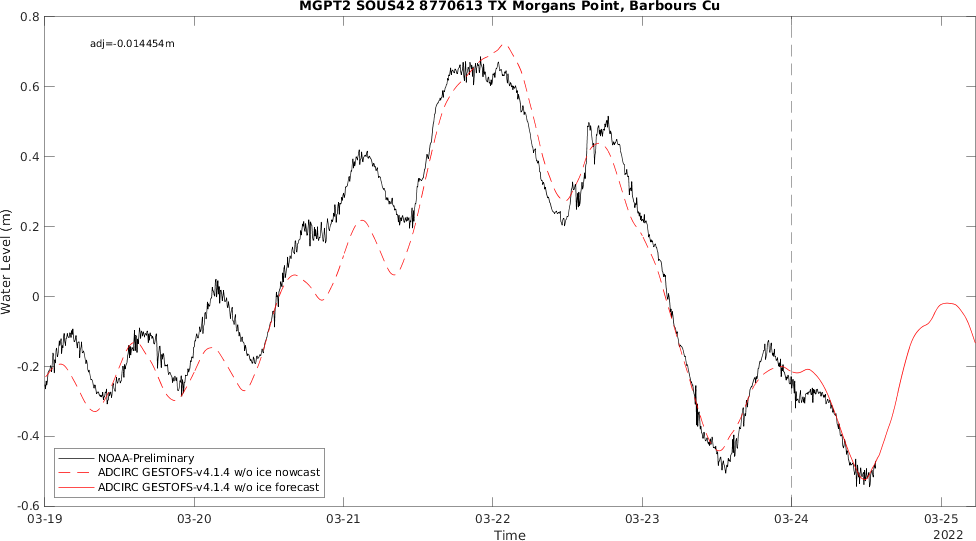 MGPT2 SOUS42 8770613 TX Morgans Point, Barbours Cu
adj=-0.014454m
0.8
0.6
0.4
0.2
0
-0.2
-0.4
-0.6
Water Level (m)
NOAA-Preliminary
ADCIRC GESTOFS-v4.1.4 w/o ice nowcast
ADCIRC GESTOFS-v4.1.4 w/o ice forecast
03-19 03-20 03-21 03-22 03-23 03-24 03-25
Time
2022